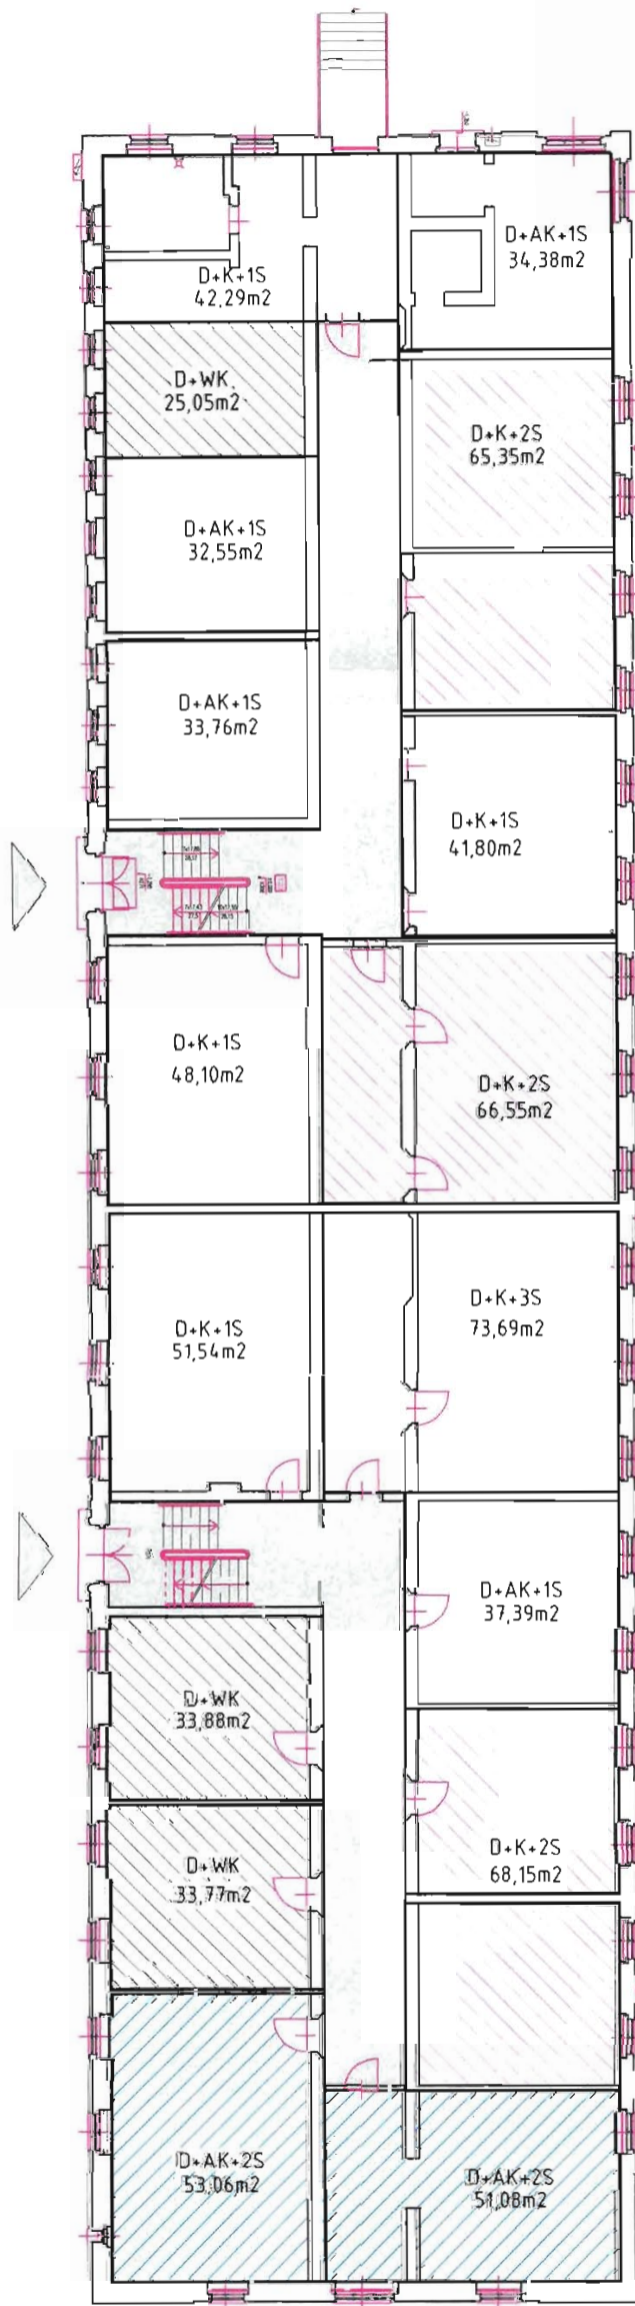 D+AK+1S
34,38m2
D+K+1S
42,29m2
D+WK
25,05m2
D+K+2S
65,35m2
D+AK+1S
32,55m2
D+AK+1S
33,76m2
D+K+1S
41,80m2
D+K+1S
48,10m2
D+K+2S
66,55m2
D+K+3S
73,69m2
D+K+1S
51,54m2
D+AK+1S
37,39m2
D+WK
33,88m2
D+K+2S
68,15m2
D+WK
33,77m2
D+AK+2S
53,06m2
D+AK+2S
51,08m2